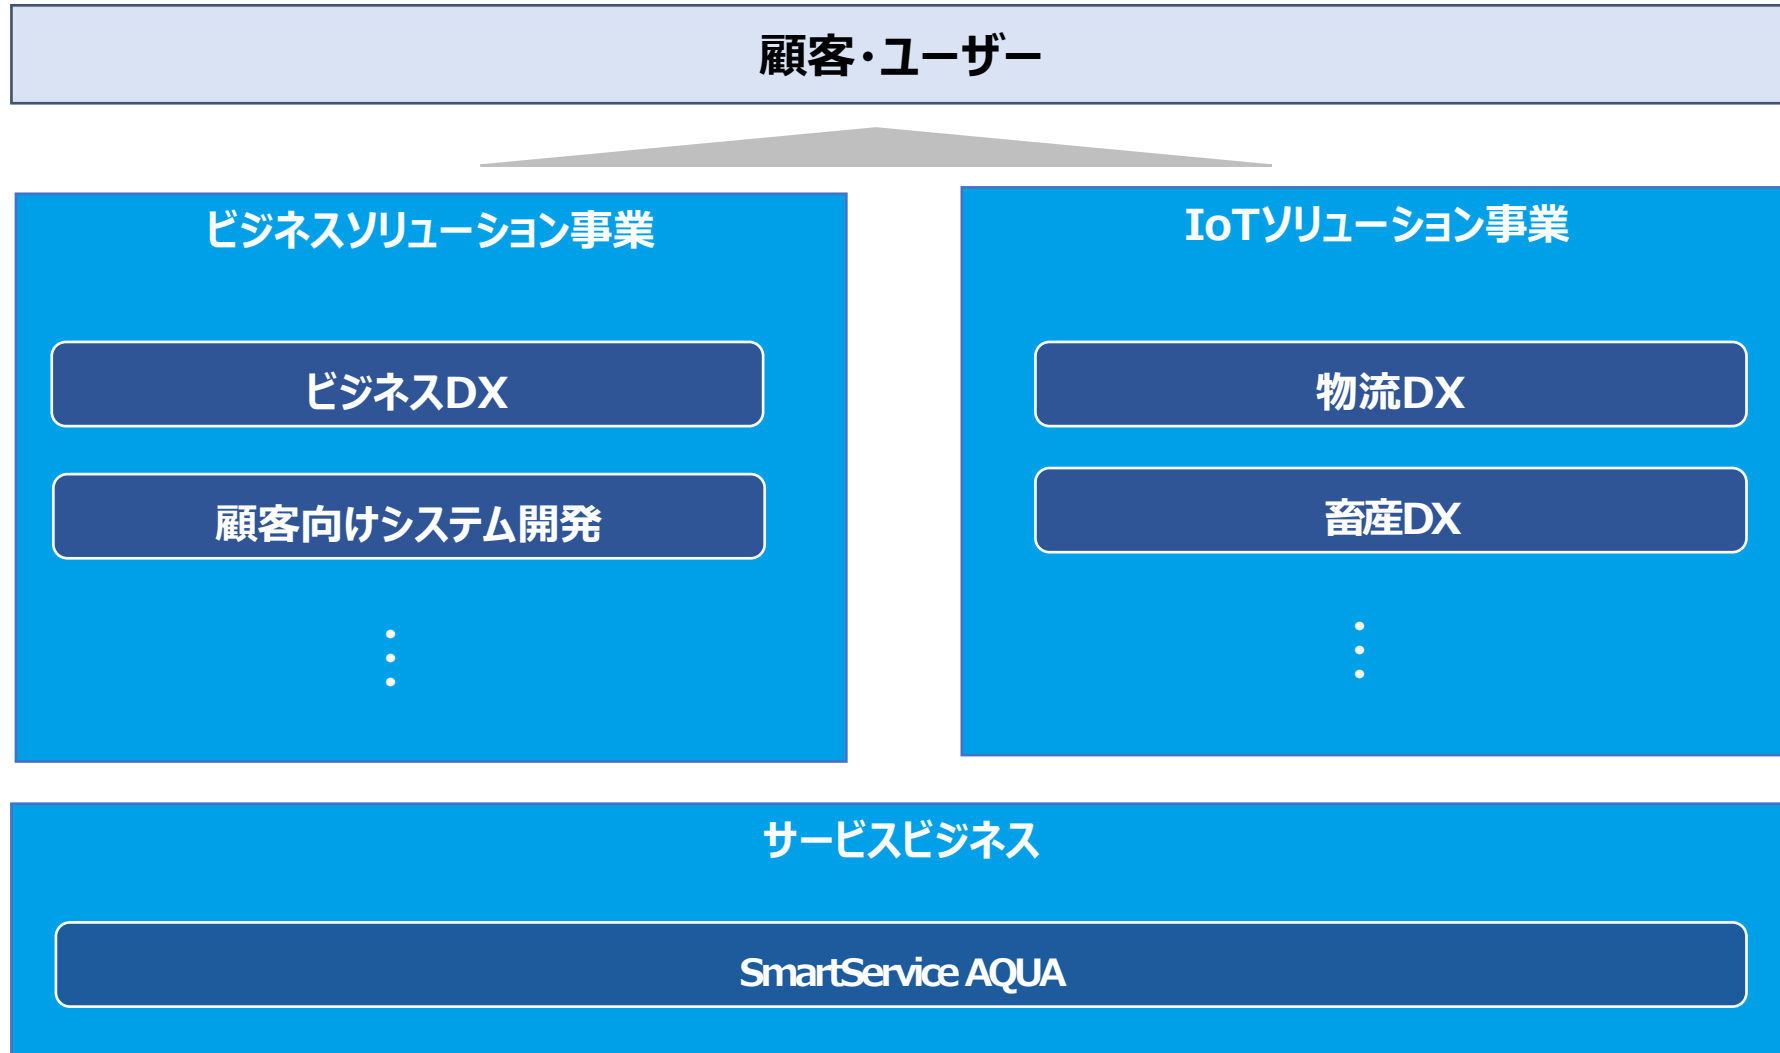 顧客・ユーザー
ビジネスソリューション事業
ビジネスDX
顧客向けシステム開発
IoTソリューション事業
物流DX
畜産DX
サービスビジネス
SmartService AQUA